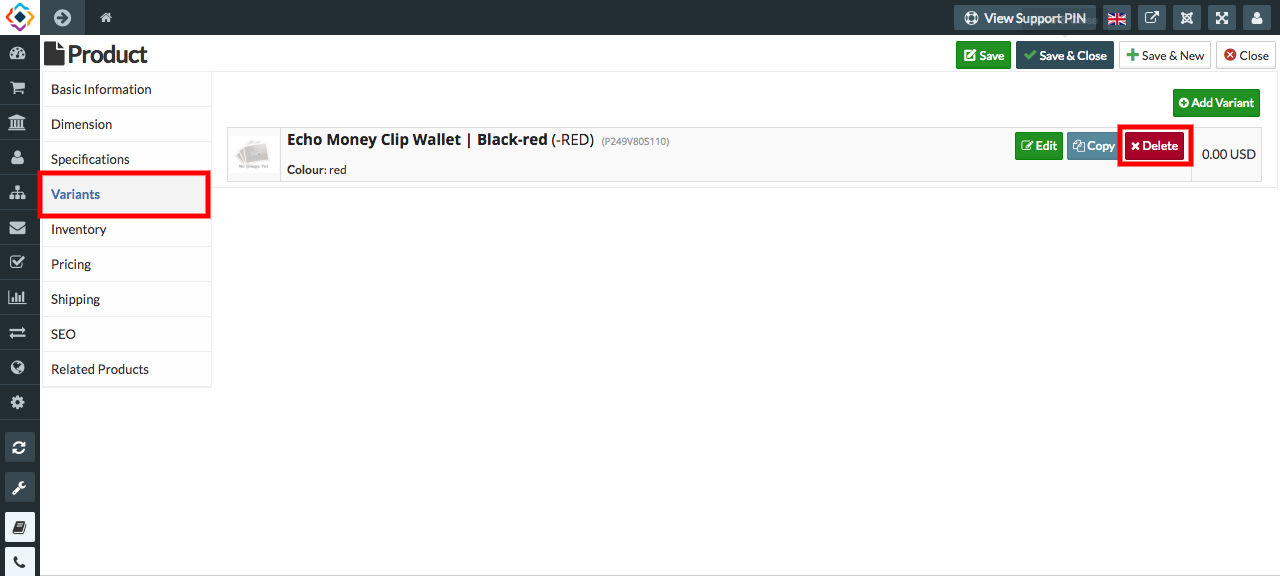 View Support PIN
Product
Save
Save & Close
Save & New
Close
Basic Information
Dimension
Specifications
Variants
Inventory
Pricing
Shipping
SEO
Related Products
Add Variant
Echo Money Clip Wallet | Black-red (-RED) (P249V80S110)
Colour: red
Edit
Copy
Delete
0.00 USD